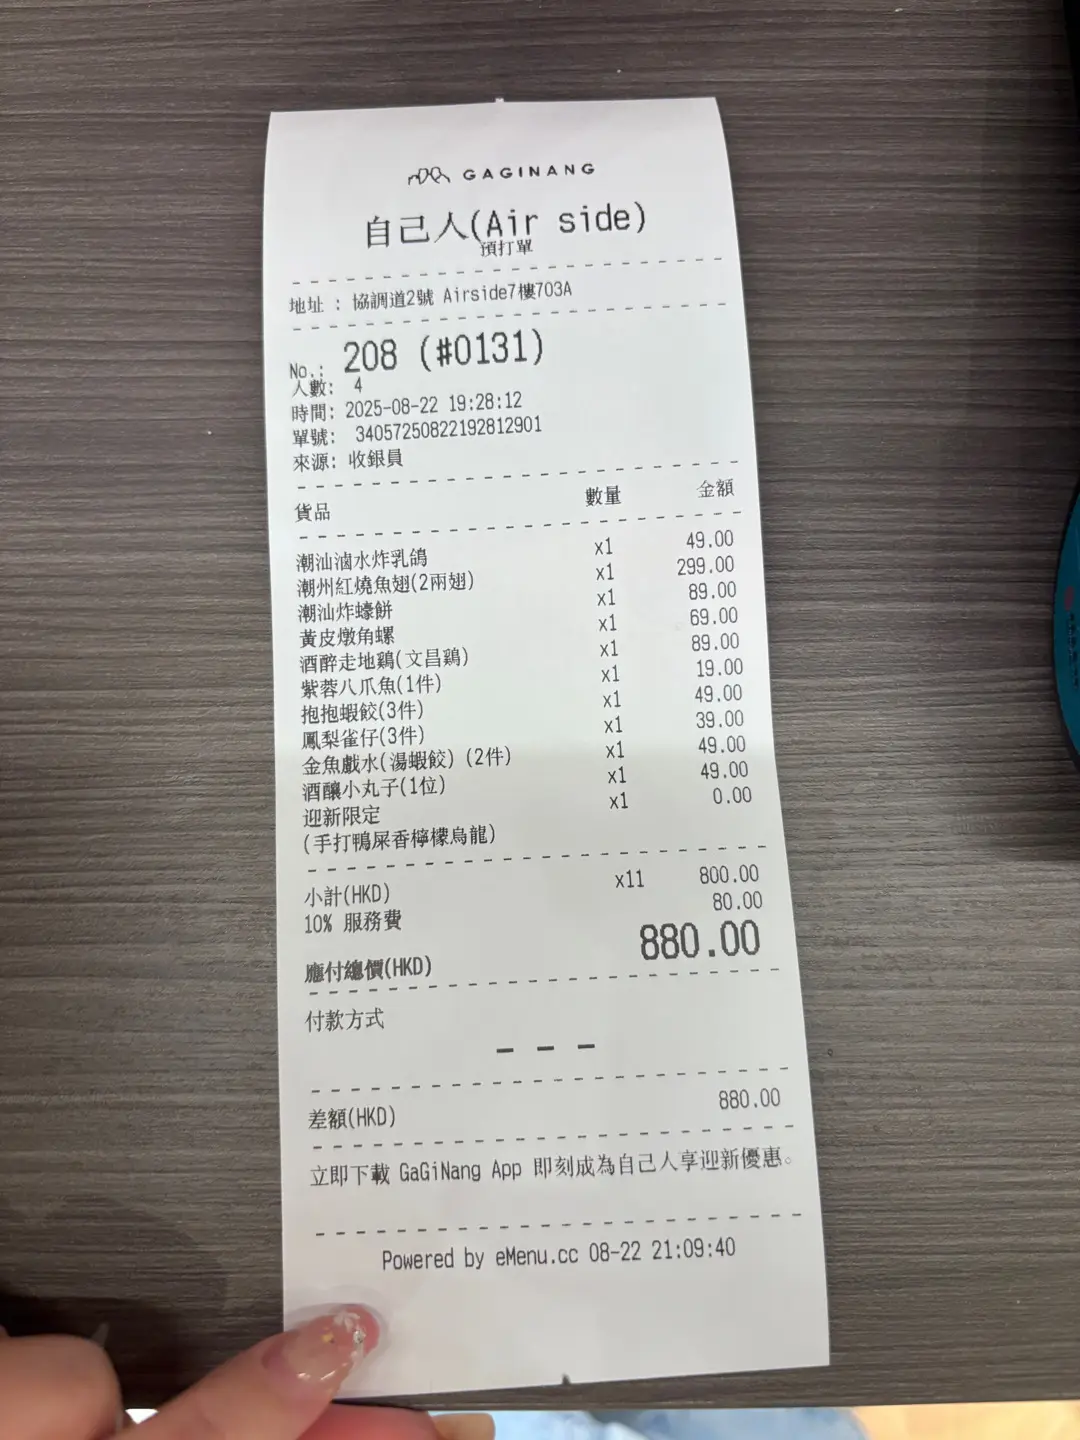 GAGINANG
自己人(Air side)
預打單
地址 : 協調道2號 Airside7樓703A
No.: 208 (#0131)
人數: 4
時間: 2025-08-22 19:28:12
單號: 34057250822192812901
來源: 收銀員
貨品 數量 金額
潮汕滷水炸乳鴿 x1 49.00
潮州紅燒魚翅(2兩翅) x1 299.00
潮汕炸蠔餅 x1 89.00
黃皮燉角螺 x1 69.00
酒醉走地鷄(文昌鷄) x1 89.00
紫蓉八爪魚(1件) x1 19.00
抱抱蝦餃(3件) x1 49.00
鳳梨雀仔(3件) x1 39.00
金魚戲水(湯蝦餃) (2件) x1 49.00
酒釀小丸子(1位) x1 49.00
迎新限定 x1 0.00
(手打鴨屎香檸檬烏龍)
小計(HKD) x11 800.00
10% 服務費 80.00
應付總價(HKD) 880.00
付款方式
– – –
差額(HKD) 880.00
立即下載 GaGiNang App 即刻成為自己人享迎新優惠。
Powered by eMenu.cc 08-22 21:09:40